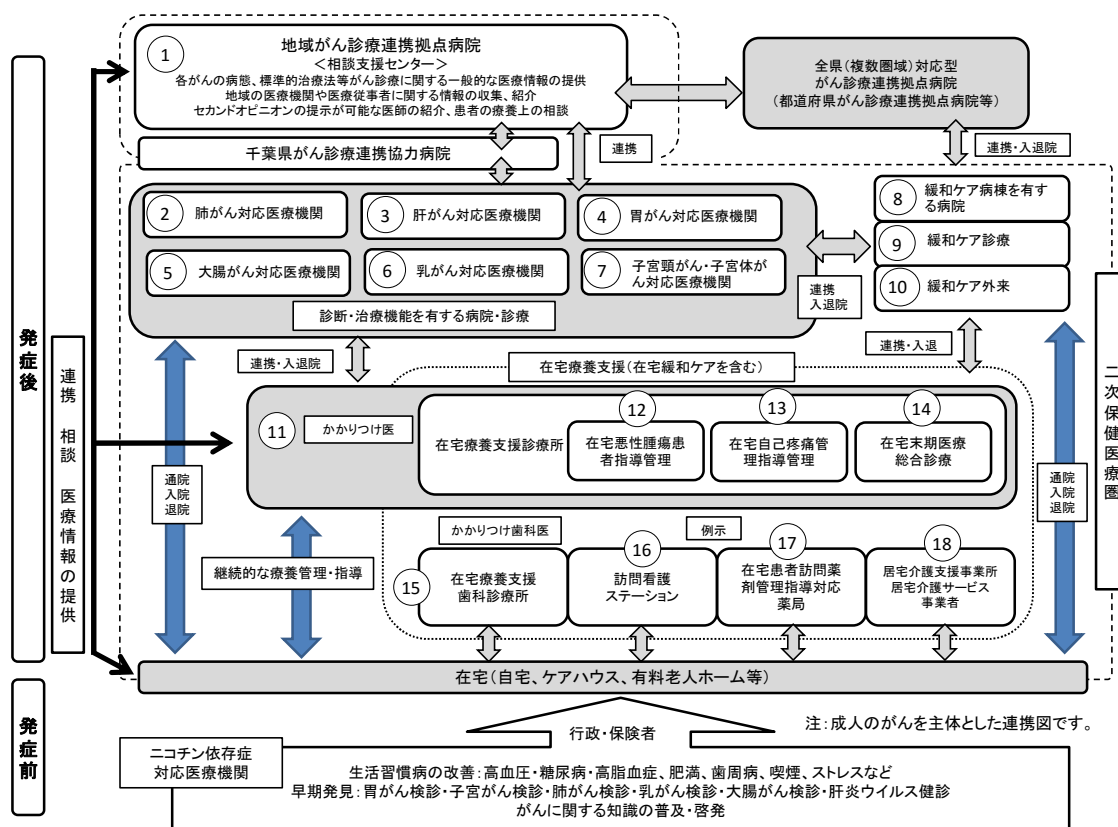 1
地域がん診療連携拠点病院
<相談支援センター>
各がんの病態、標準的治療法等がん診療に関する一般的な医療情報の提供
地域の医療機関や医療従事者に関する情報の収集、紹介
セカンドオピニオンの提示が可能な医師の紹介、患者の療養上の相談
全県(複数圏域)対応型
がん診療連携拠点病院
(都道府県がん診療連携拠点病院等)
千葉県がん診療連携協力病院
連携
連携・入退院
2 肺がん対応医療機関
3 肝がん対応医療機関
4 胃がん対応医療機関
5 大腸がん対応医療機関
6 乳がん対応医療機関
7 子宮頸がん・子宮体が
ん対応医療機関
診断・治療機能を有する病院・診療
8 緩和ケア病棟を有す
る病院
9 緩和ケア診療
10 緩和ケア外来
連携
入退院
発症後
連携 相談 医療情報の提供
連携・入退院
連携・入退
在宅療養支援(在宅緩和ケアを含む)
二次保健医療圏
11 かかりつけ医
在宅療養支援診療所
12
在宅悪性腫瘍患
者指導管理
13
在宅自己疼痛管
理指導管理
14
在宅末期医療
総合診療
通院
入院
退院
通院
入院
退院
継続的な療養管理・指導
かかりつけ歯科医
例示
15
在宅療養支援
歯科診療所
16
訪問看護
ステーション
17
在宅患者訪問薬
剤管理指導対応
薬局
18
居宅介護支援事業所
居宅介護サービス
事業者
在宅(自宅、ケアハウス、有料老人ホーム等)
発症前
行政・保険者
注:成人のがんを主体とした連携図です。
ニコチン依存症
対応医療機関
生活習慣病の改善:高血圧・糖尿病・高脂血症、肥満、歯周病、喫煙、ストレスなど
早期発見:胃がん検診・子宮がん検診・肺がん検診・乳がん検診・大腸がん検診・肝炎ウイルス健診
がんに関する知識の普及・啓発